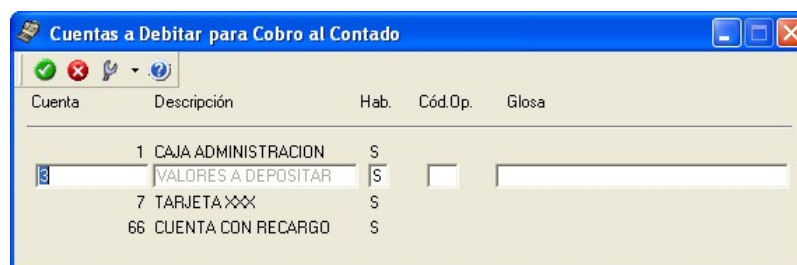 Cuentas a Debitar para Cobro al Contado
Cuenta Descripción Hab. Cód.Op. Glosa
1 CAJA ADMINISTRACION S
3 VALORES A DEPOSITAR S
7 TARJETA XXX S
66 CUENTA CON RECARGO S